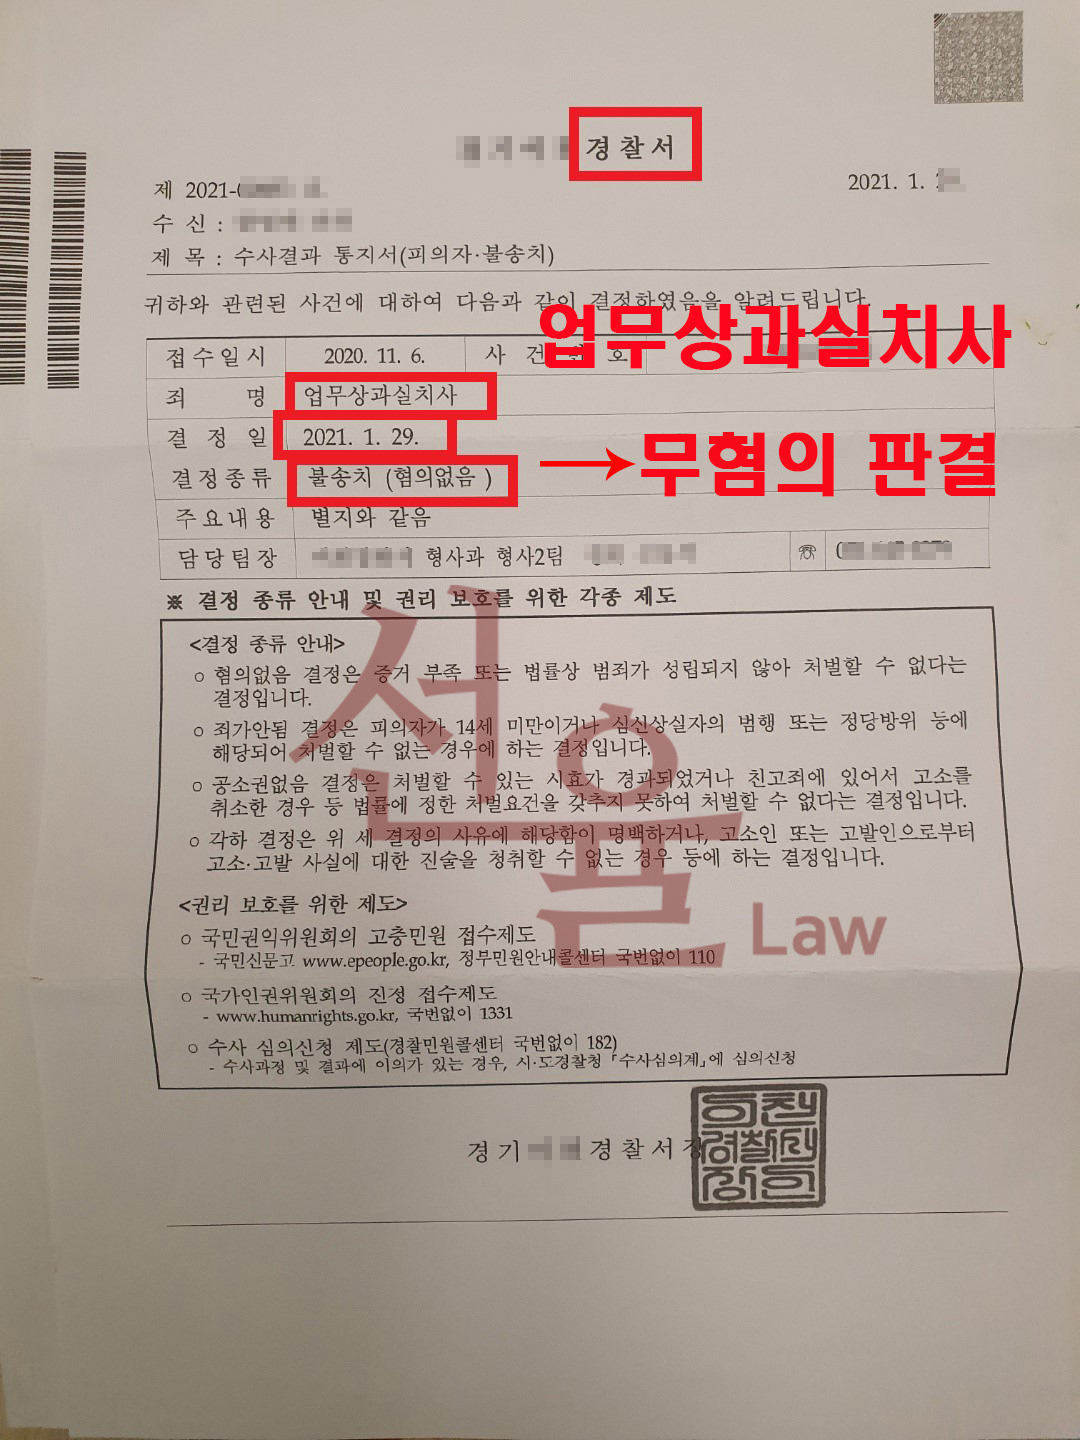 경찰서
제 2021-
2021. 1. 2
수 신 :
제 목 : 수사결과 통지서(피의자·불송치)
귀하와 관련된 사건에 대하여 다음과 같이 결정하였음을 알려드립니다.
업무상과실치사
접수일시 2020. 11. 6. 사 건 호
죄 명 업무상과실치사
결 정 일 2021. 1. 29.
→무혐의 판결
결정종류 불송치 (혐의없음 )
주요내용 별지와 같음
담당팀장 형사과 형사2팀 ☏
※ 결정 종류 안내 및 권리 보호를 위한 각종 제도
<결정 종류 안내>
○ 혐의없음 결정은 증거 부족 또는 법률상 범죄가 성립되지 않아 처벌할 수 없다는
결정입니다.
○ 죄가안됨 결정은 피의자가 14세 미만이거나 심신상실자의 범행 또는 정당방위 등에
해당되어 처벌할 수 없는 경우에 하는 결정입니다.
○ 공소권없음 결정은 처벌할 수 있는 시효가 경과되었거나 친고죄에 있어서 고소를
취소한 경우 등 법률에 정한 처벌요건을 갖추지 못하여 처벌할 수 없다는 결정입니다.
○ 각하 결정은 위 세 결정의 사유에 해당함이 명백하거나, 고소인 또는 고발인으로부터
고소·고발 사실에 대한 진술을 청취할 수 없는 경우 등에 하는 결정입니다.
<권리 보호를 위한 제도>
○ 국민권익위원회의 고충민원 접수제도
- 국민신문고 www.epeople.go.kr, 정부민원안내콜센터 국번없이 110
○ 국가인권위원회의 진정 접수제도
- www.humanrights.go.kr, 국번없이 1331
○ 수사 심의신청 제도(경찰민원콜센터 국번없이 182)
- 수사과정 및 결과에 이의가 있는 경우, 시·도경찰청 「수사심의계」에 심의신청
신율 Law
경기 경찰서장